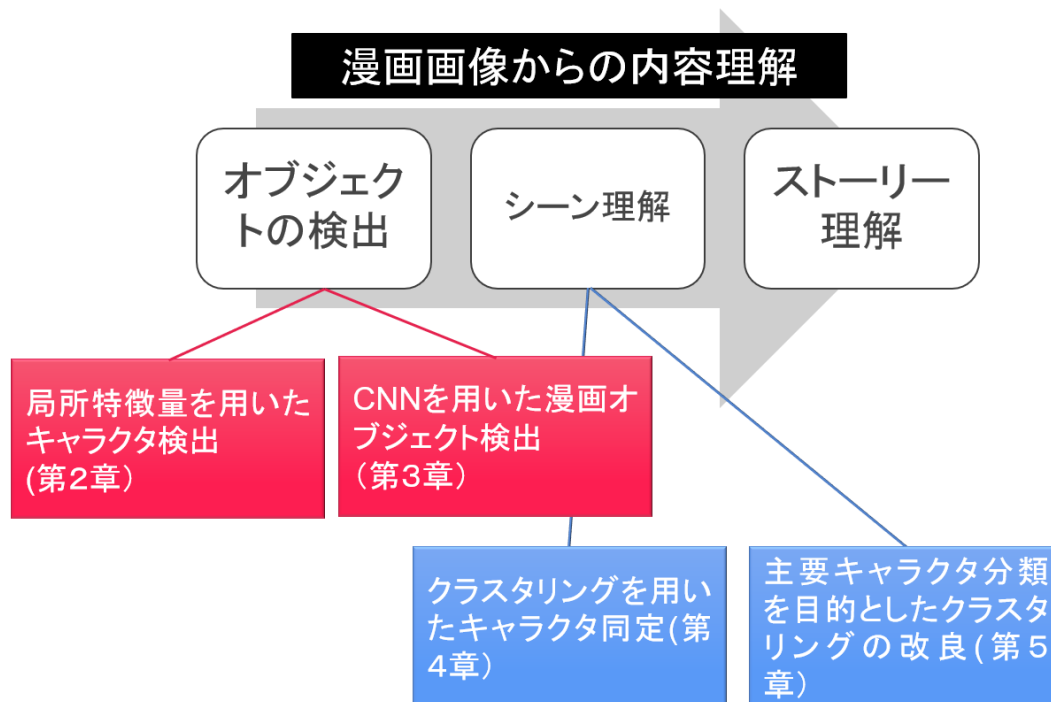 漫画画像からの内容理解
オブジェク
トの検出
シーン理解
ストーリー
理解
局所特徴量を用いた
キャラクタ検出
(第２章）
CNNを用いた漫画オ
ブジェクト検出
（第３章）
クラスタリングを用い
たキャラクタ同定(第
４章）
主要キャラクタ分類
を目的としたクラスタ
リングの改良(第５
章）